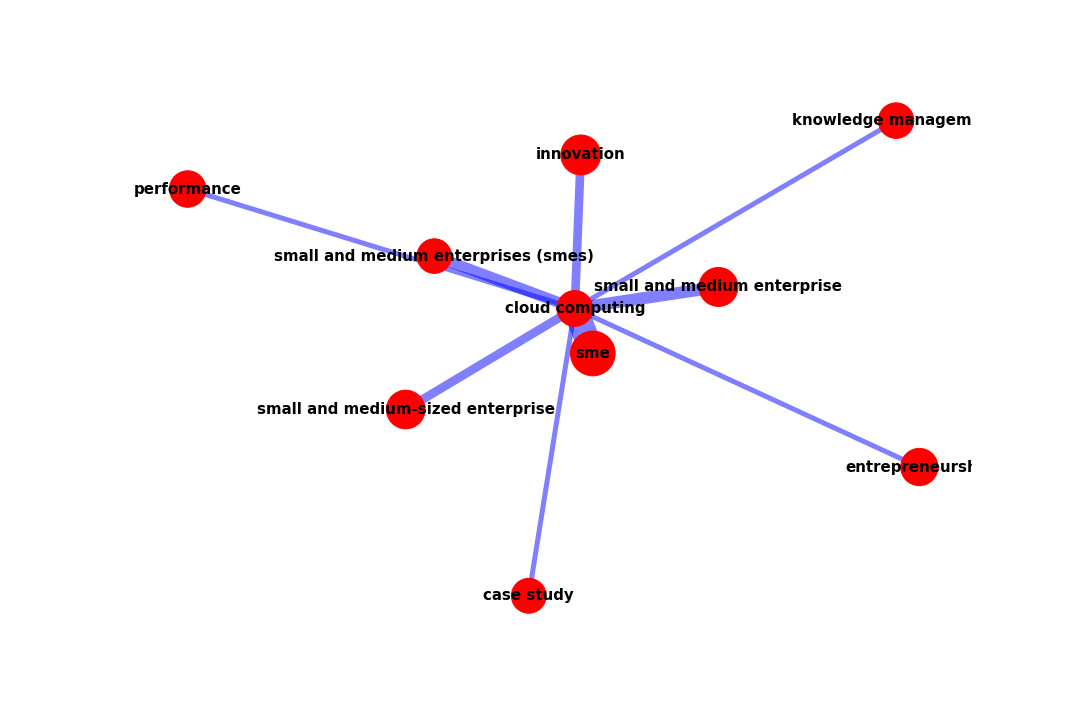 knowledge managem
innovation
performance
small and medium enterprises (smes)
small and medium enterprise
cloud computing
sme
small and medium-sized enterprise
entrepreneursh
case study